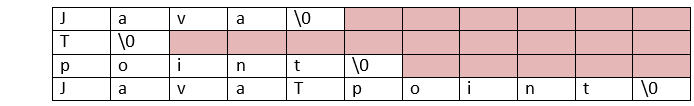 J a v a \0
T \0
p o i n t \0
J a v a T p o i n t \0